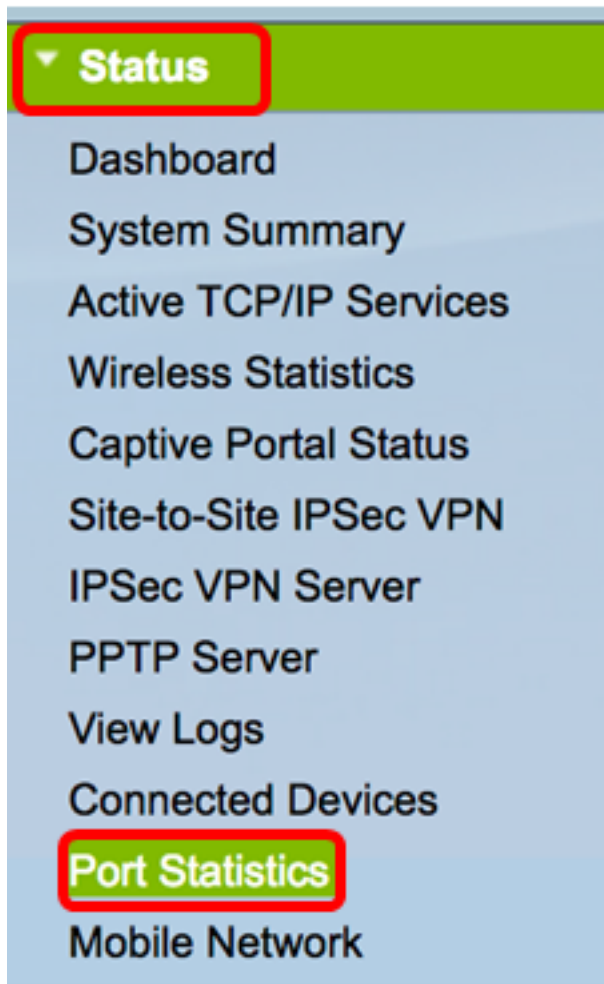 Status
Dashboard
System Summary
Active TCP/IP Services
Wireless Statistics
Captive Portal Status
Site-to-Site IPSec VPN
IPSec VPN Server
PPTP Server
View Logs
Connected Devices
Port Statistics
Mobile Network